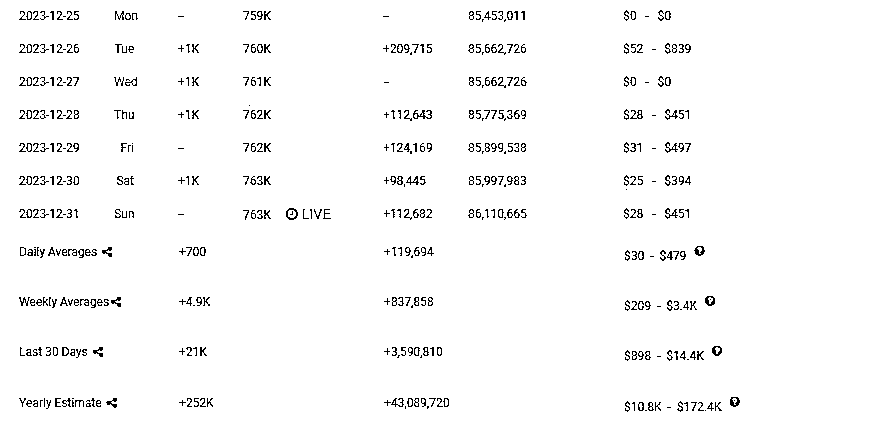 2023-12-25 Mon – 759K – 85,453,011 $0 - $0
2023-12-26 Tue +1K 760K +209,715 85,662,726 $52 - $839
2023-12-27 Wed +1K 761K – 85,662,726 $0 - $0
2023-12-28 Thu +1K 762K +112,643 85,775,369 $28 - $451
2023-12-29 Fri – 762K +124,169 85,899,538 $31 - $497
2023-12-30 Sat +1K 763K +98,445 85,997,983 $25 - $394
2023-12-31 Sun – 763K LIVE +112,682 86,110,665 $28 - $451
Daily Averages +700 +119,694 $30 - $479
Weekly Averages +4.9K +837,858 $209 - $3.4K
Last 30 Days +21K +3,590,810 $898 - $14.4K
Yearly Estimate +252K +43,089,720 $10.8K - $172.4K